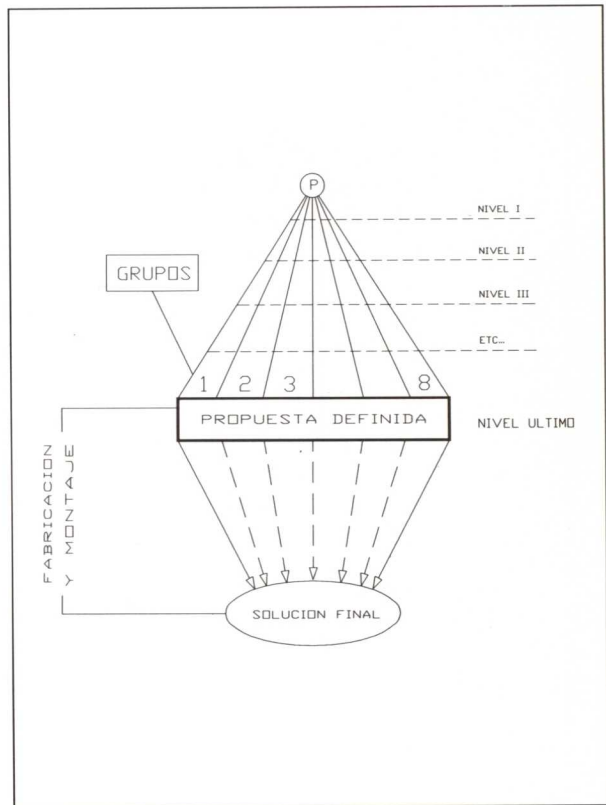 P
NIVEL I
NIVEL II
GRUPOS
NIVEL III
ETC...
1 2 3 8
PROPUESTA DEFINIDA
NIVEL ULTIMO
FABRICACION
Y MONTAJE
SOLUCION FINAL